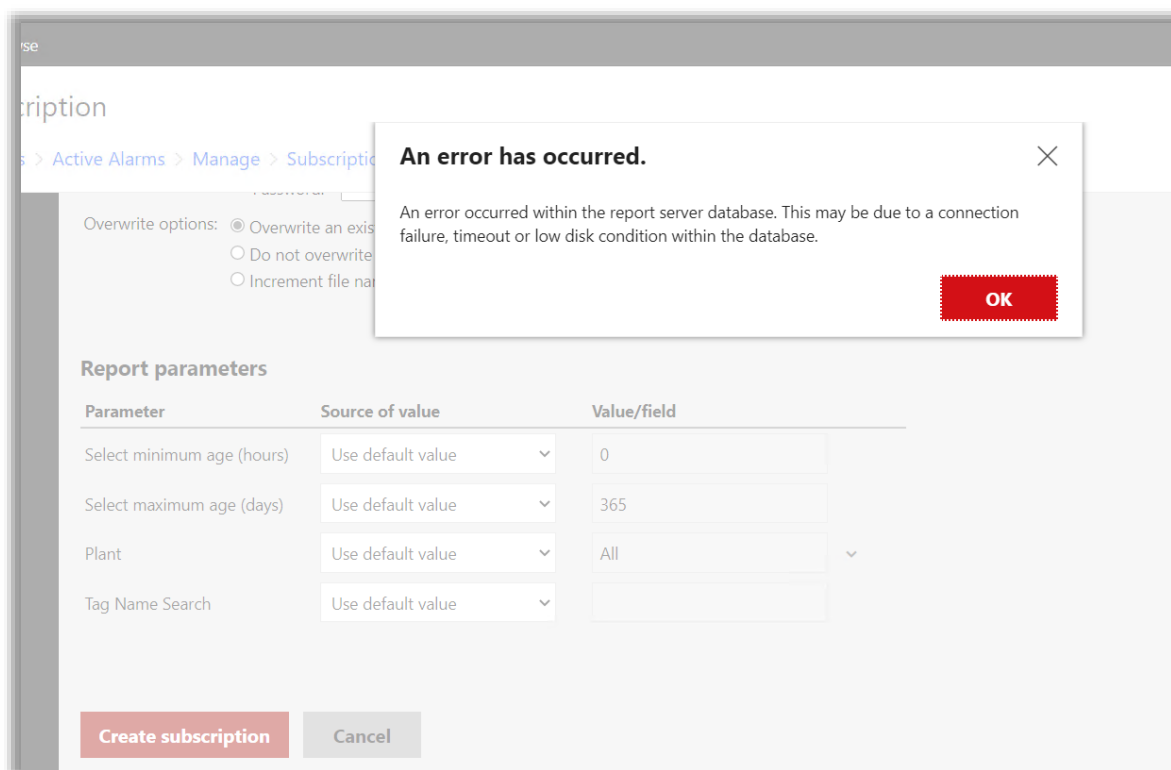 An error has occurred.
An error occurred within the report server database. This may be due to a connection
failure, timeout or low disk condition within the database.
OK
> Active Alarms > Manage >
Overwrite options:
Overwrite an
Do not overwrite
Increment file
Report parameters
Parameter Source of value Value/field
Select minimum age (hours) Use default value 0
Select maximum age (days) Use default value 365
Plant Use default value All
Tag Name Search Use default value
Create subscription Cancel